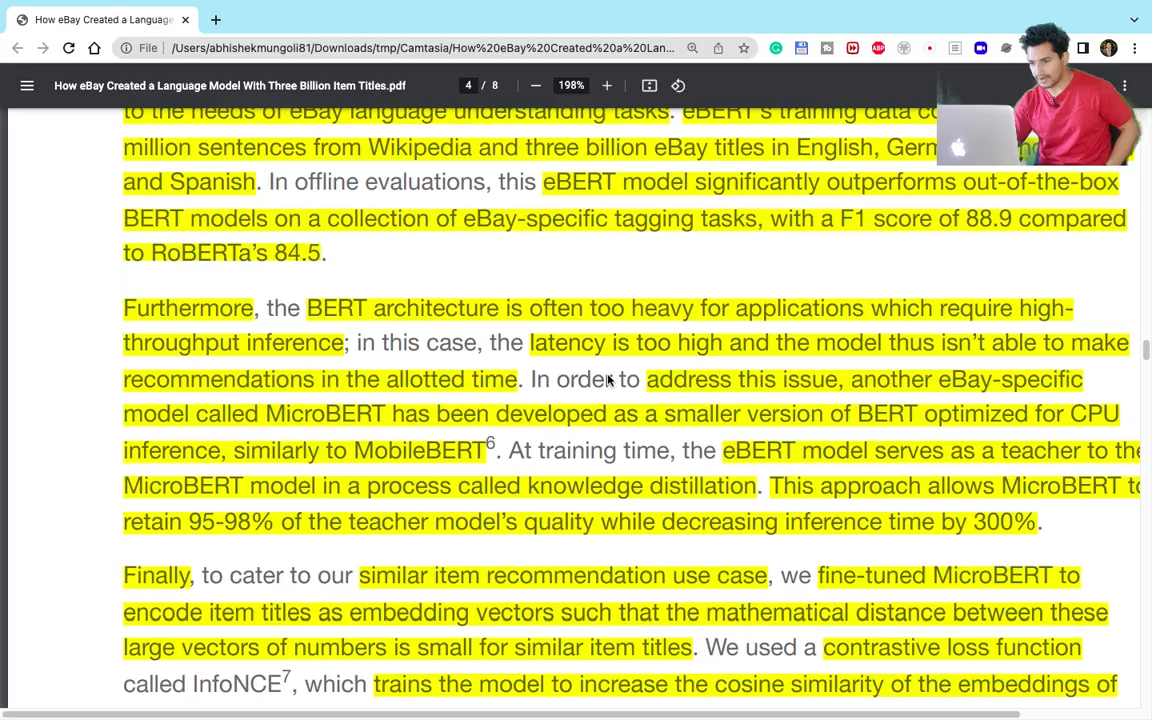 How eBay Created a Language
File /Users/abhishekmungoli81/Downloads/tmp/Camtasia/How%20eBay%20Created%20a%20Lan...
How eBay Created a Language Model With Three Billion Item Titles.pdf 4 / 8 198%
to the needs of eBay language understanding tasks. eBERT's training data
million sentences from Wikipedia and three billion eBay titles in English,
and Spanish. In offline evaluations, this eBERT model significantly outperforms out-of-the-box
BERT models on a collection of eBay-specific tagging tasks, with a F1 score of 88.9 compared
to RoBERTa's 84.5.
Furthermore, the BERT architecture is often too heavy for applications which require high-
throughput inference; in this case, the latency is too high and the model thus isn't able to make
recommendations in the allotted time. In order to address this issue, another eBay-specific
model called MicroBERT has been developed as a smaller version of BERT optimized for CPU
inference, similarly to MobileBERT6. At training time, the eBERT model serves as a teacher to the
MicroBERT model in a process called knowledge distillation. This approach allows MicroBERT to
retain 95-98% of the teacher model's quality while decreasing inference time by 300%.
Finally, to cater to our similar item recommendation use case, we fine-tuned MicroBERT to
encode item titles as embedding vectors such that the mathematical distance between these
large vectors of numbers is small for similar item titles. We used a contrastive loss function
called InfoNCE7, which trains the model to increase the cosine similarity of the embeddings of